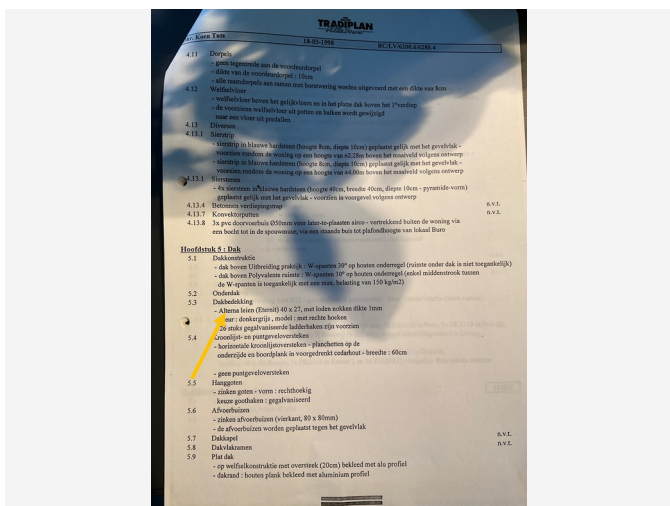 TRADIPLAN
hr. Koen Tuts 18-03-1998 BC/LV/6200.6/6280.4
4.11 Dorpels
- geen tegentrede aan de voordeurdorpel
- dikte van de voordeurdorpel : 10cm
- alle raamdorpels aan ramen met borstwering worden uitgevoerd met een dikte van 8cm
4.12 Welfselvloer
- welfselvloer boven het gelijkvloers en in het platte dak boven het 1°verdiep
- de voorziene welfselvloer uit potten en balken wordt gewijzigd
naar een vloer uit predallen
4.13 Diversen
4.13.1 Sierstrip
- sierstrip in blauwe hardsteen (hoogte 8cm, diepte 10cm) geplaatst gelijk met het gevelvlak -
voorzien rondom de woning op een hoogte van ±2.28m boven het maaiveld volgens ontwerp
- sierstrip in blauwe hardsteen (hoogte 8cm, diepte 10cm) geplaatst gelijk met het gevelvlak -
voorzien rondom de woning op een hoogte van ±4.00m boven het maaiveld volgens ontwerp
4.13.1 Sierstenen
- 4x siersteen in blauwe hardsteen (hoogte 40cm, breedte 40cm, diepte 10cm - pyramide-vorm)
geplaatst gelijk met het gevelvlak - voorzien in voorgevel volgens ontwerp
4.13.4 Betonnen verdiepingstrap n.v.t.
4.13.7 Konvektorputten n.v.t.
4.13.8 3x pvc doorvoerbuis Ø50mm voor later-te-plaatsen airco - vertrekkend buiten de woning via
een bocht tot in de spouwmuur, via een staande buis tot plafondhoogte van lokaal Buro
Hoofdstuk 5 : Dak
5.1 Dakkonstruktie
- dak boven Uitbreiding praktijk : W-spanten 30° op houten onderregel (ruimte onder dak is niet toegankelijk)
- dak boven Polyvalente ruimte : W-spanten 30° op houten onderregel (enkel middenstrook tussen
de W-spanten is toegankelijk met een max. belasting van 150 kg/m2)
5.2 Onderdak
5.3 Dakbedekking
- Alterna leien (Eternit) 40 x 27, met loden nokken dikte 1mm
kleur : donkergrijs , model : met rechte hoeken
26 stuks gegalvaniseerde ladderhaken zijn voorzien
5.4 Kroonlijst- en puntgeveloversteken
- horizontale kroonlijstoversteken - planchetten op de
onderzijde en boordplank in voorgedrenkt cedarhout - breedte : 60cm
- geen puntgeveloversteken
5.5 Hanggoten
- zinken goten - vorm : rechthoekig
keuze goothaken : gegalvaniseerd
5.6 Afvoerbuizen
- zinken afvoerbuizen (vierkant, 80 x 80mm)
- de afvoerbuizen worden geplaatst tegen het gevelvlak
5.7 Dakkapel n.v.t.
5.8 Dakvlakramen n.v.t.
5.9 Plat dak
- op welfselkonstruktie met oversteek (20cm) bekleed met alu profiel
- dakrand : houten plank bekleed met aluminium profiel